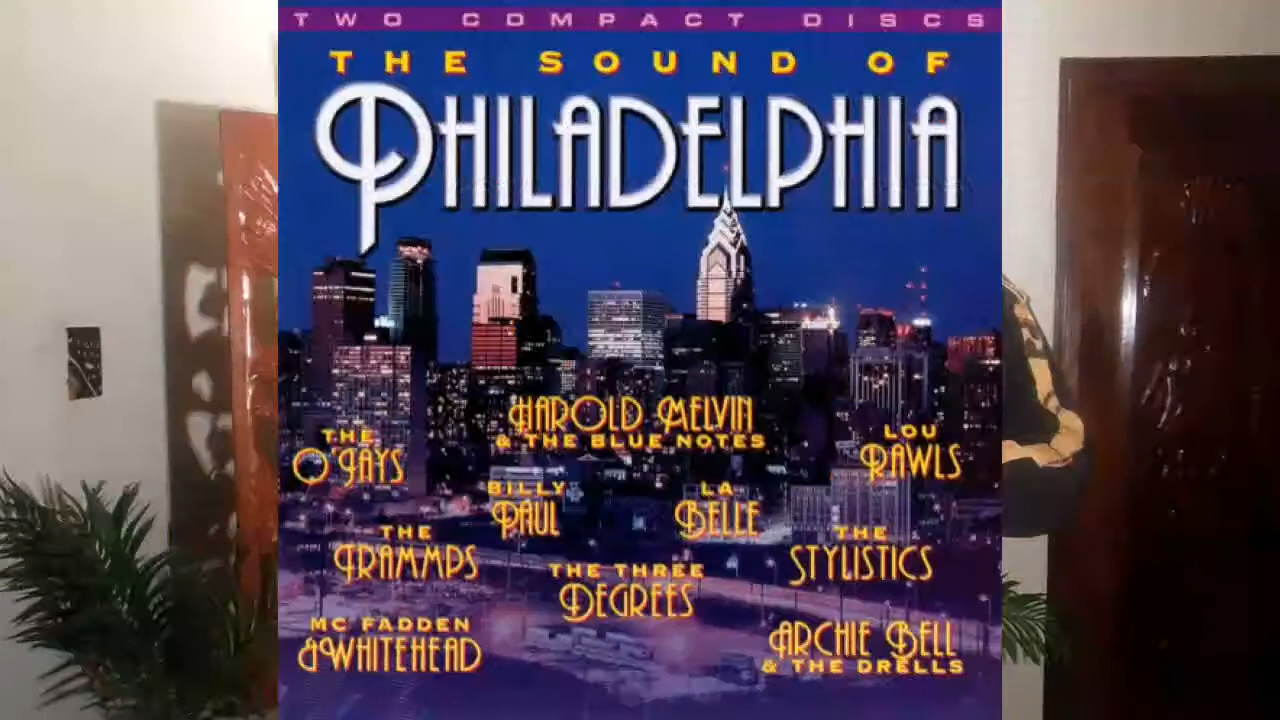 TWO COMPACT DISCS
THE SOUND OF
PHILADELPHIA
HAROLD MELVIN
& THE BLUE NOTES
THE
O'JAYS
LOU
RAWLS
BILLY
PAUL
LA
BELLE
THE
TRAMMPS
THE
STYLISTICS
THE THREE
DEGREES
MC FADDEN
&WHITEHEAD
ARCHIE BELL
& THE DRELLS